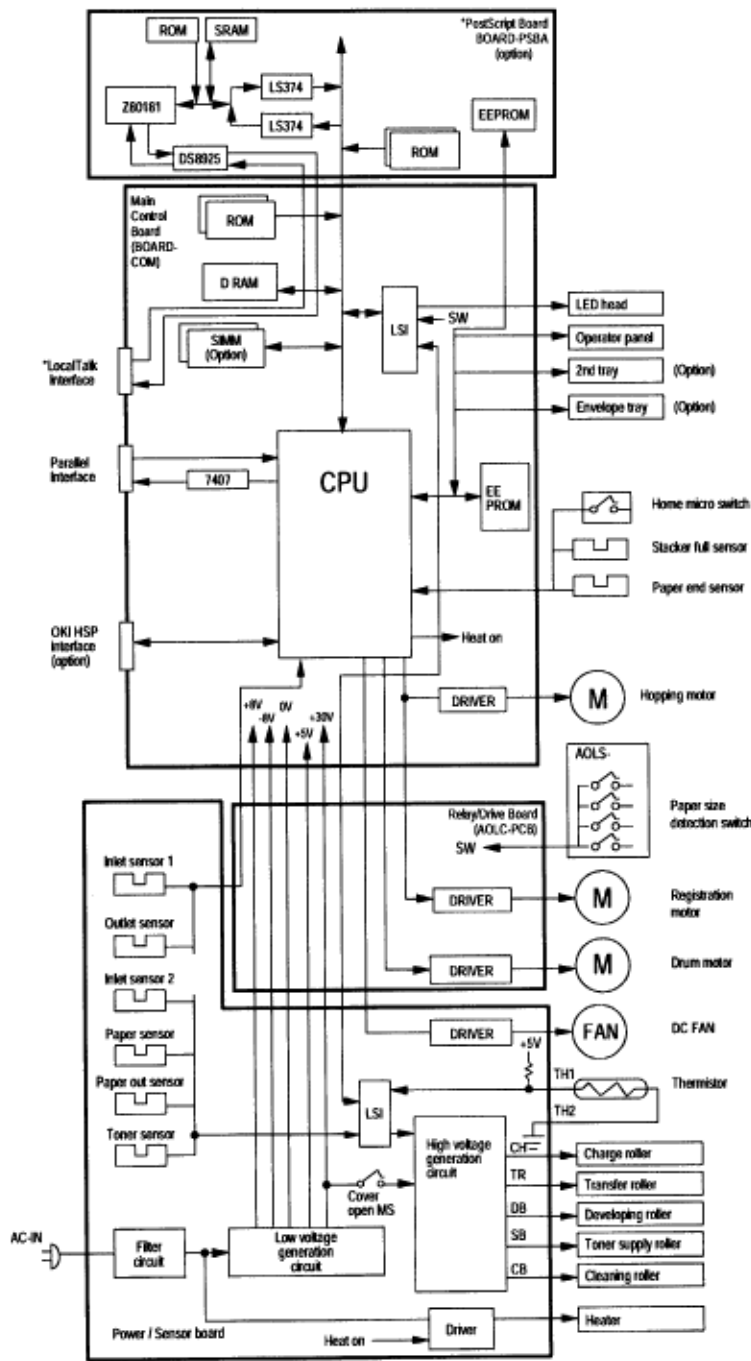 *PostScript Board
BOARD-PSBA
(option)
ROM
SRAM
Z80181
LS374
LS374
DS8925
EEPROM
ROM
Main
Control
Board
(BOARD-
COM)
ROM
D RAM
SIMM
(Option)
LSI
SW
LED head
Operator panel
2nd tray
(Option)
Envelope tray
(Option)
*LocalTalk
Interface
Parallel
Interface
7407
CPU
EE
PROM
Home micro switch
Stacker full sensor
Paper end sensor
OKI HSP
interface
(option)
Heat on
+8V
-8V
0V
+5V
+30V
DRIVER
M
Hopping motor
AOLS-
Paper size
detection switch
Relay/Drive Board
(AOLC-PCB)
SW
Inlet sensor 1
Outlet sensor
Inlet sensor 2
Paper sensor
Paper out sensor
Toner sensor
DRIVER
M
Registration
motor
DRIVER
M
Drum motor
DRIVER
FAN
DC FAN
+5V
TH1
Thermistor
TH2
LSI
High voltage
generation
circuit
CH
Charge roller
TR
Transfer roller
DB
Developing roller
SB
Toner supply roller
CB
Cleaning roller
Cover
open MS
AC-IN
Filter
circuit
Low voltage
generation
circuit
Power / Sensor board
Heat on
Driver
Heater